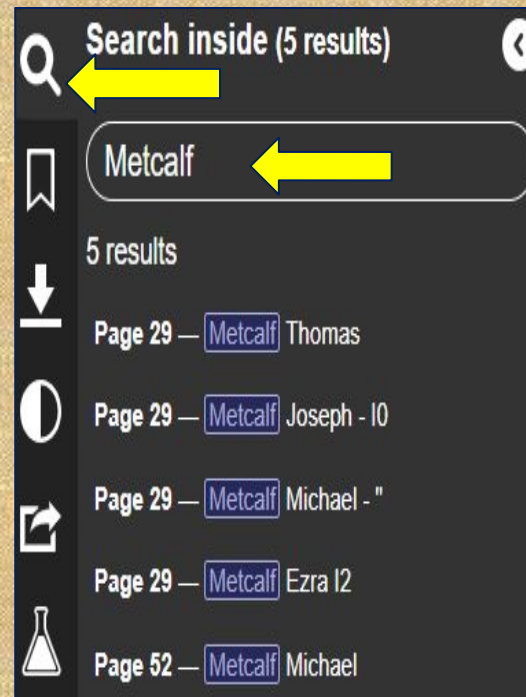 Search inside (5 results)
Metcalf
5 results
Page 29 — Metcalf Thomas
Page 29 — Metcalf Joseph - I0
Page 29 — Metcalf Michael - "
Page 29 — Metcalf Ezra I2
Page 52 — Metcalf Michael